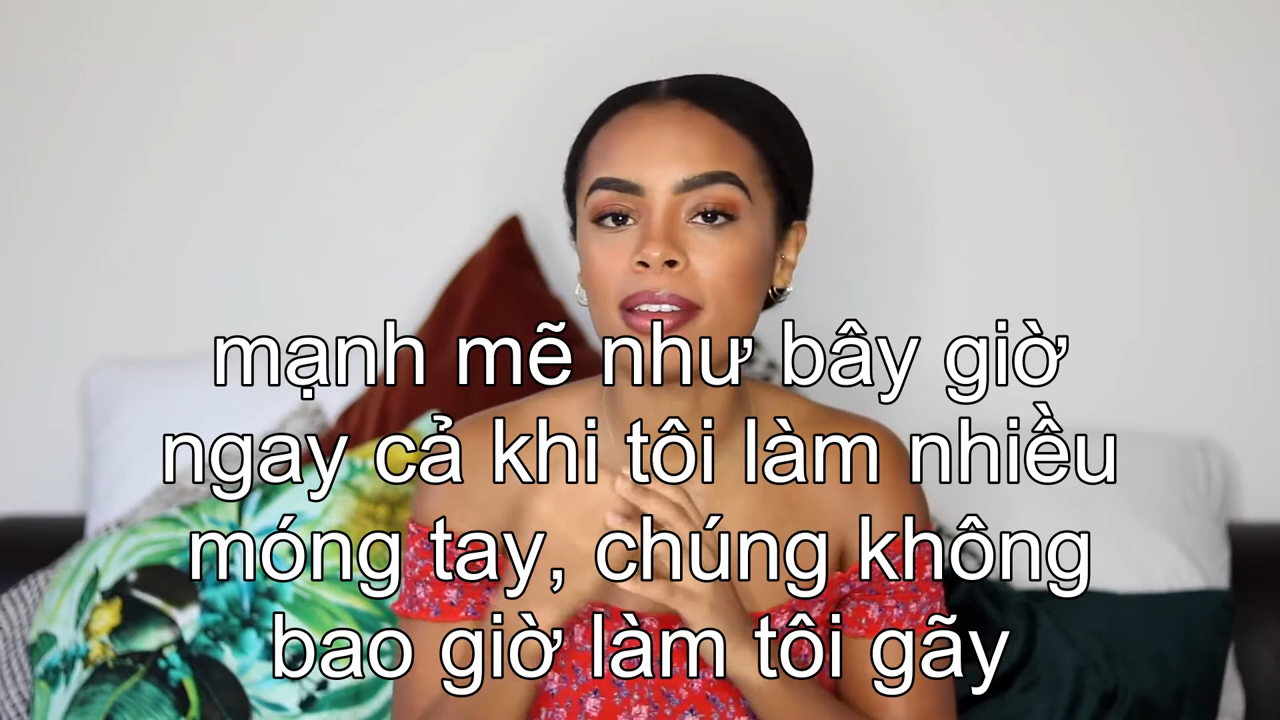 mạnh mẽ như bây giờ
ngay cả khi tôi làm nhiều
móng tay, chúng không
bao giờ làm tôi gãy